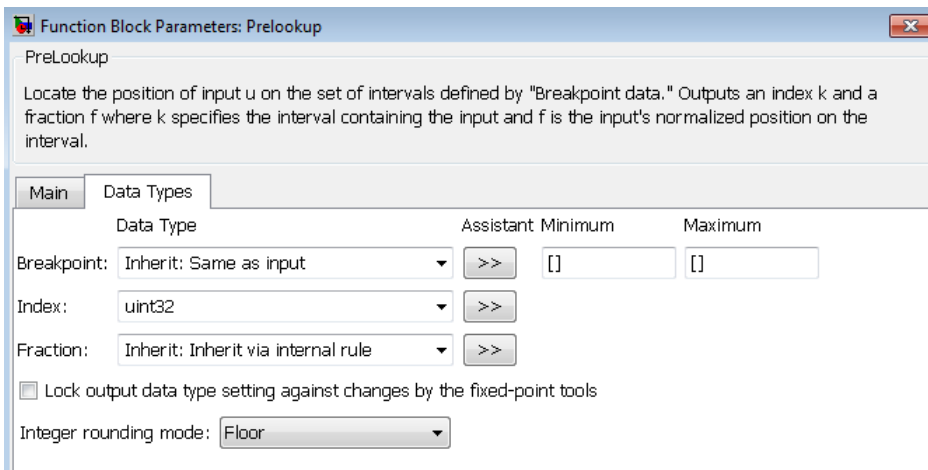 Function Block Parameters: Prelookup
PreLookup
Locate the position of input u on the set of intervals defined by "Breakpoint data." Outputs an index k and a
fraction f where k specifies the interval containing the input and f is the input's normalized position on the
interval.
Main Data Types
Data Type Assistant Minimum Maximum
Breakpoint: Inherit: Same as input >> [] []
Index: uint32 >>
Fraction: Inherit: Inherit via internal rule >>
Lock output data type setting against changes by the fixed-point tools
Integer rounding mode: Floor